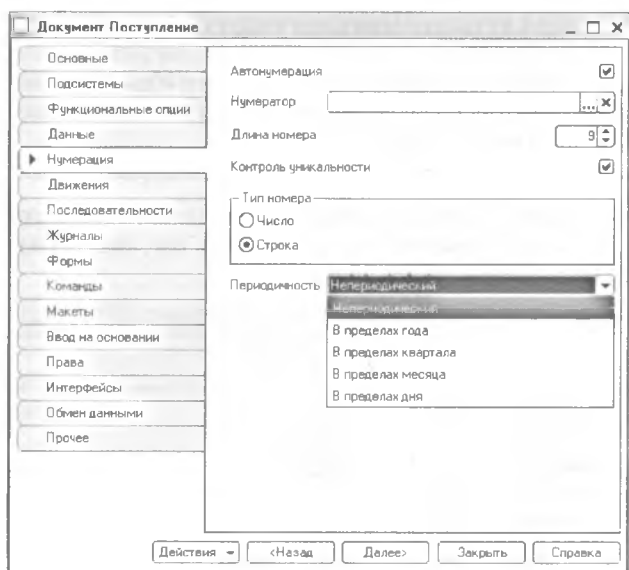 Документ Поступление
Основные
Подсистемы
Функциональные опции
Данные
Нумерация
Движения
Последовательности
Журналы
Формы
Команды
Макеты
Ввод на основании
Права
Интерфейсы
Обмен данными
Прочее
Автонумерация
Нумератор
...
Длина номера 9
Контроль уникальности
Тип номера
Число
Строка
Периодичность Непериодический
Непериодический
В пределах года
В пределах квартала
В пределах месяца
В пределах дня
Действия
<Назад
Далее>
Закрыть
Справка